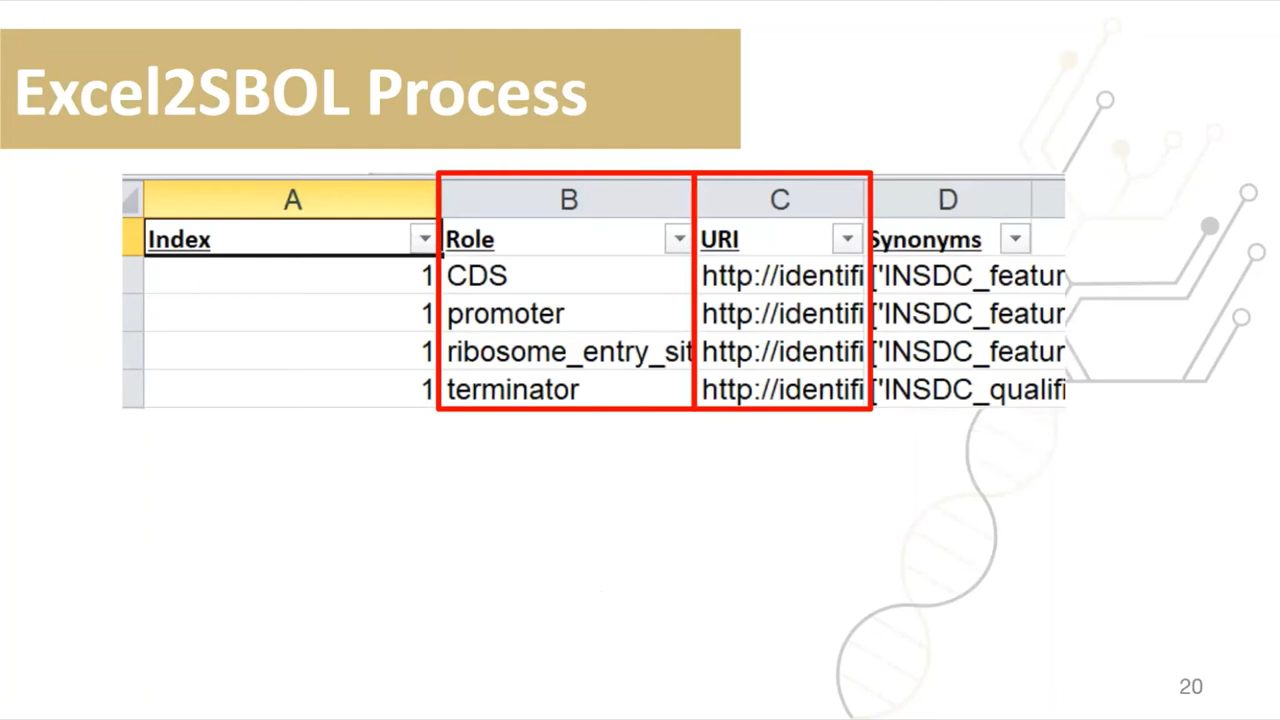 Excel2SBOL Process
A B C D
Index Role URI Synonyms
1 CDS http://identifi ['INSDC_featur
1 promoter http://identifi ['INSDC_featur
1 ribosome_entry_sit http://identifi ['INSDC_featur
1 terminator http://identifi ['INSDC_qualifi
20